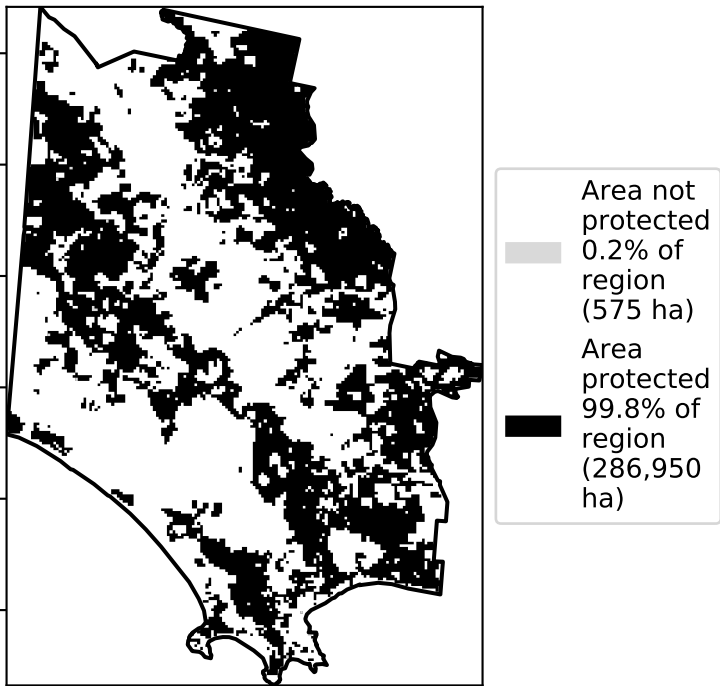 Area not
protected
0.2% of
region
(575 ha)
Area
protected
99.8% of
region
(286,950
ha)